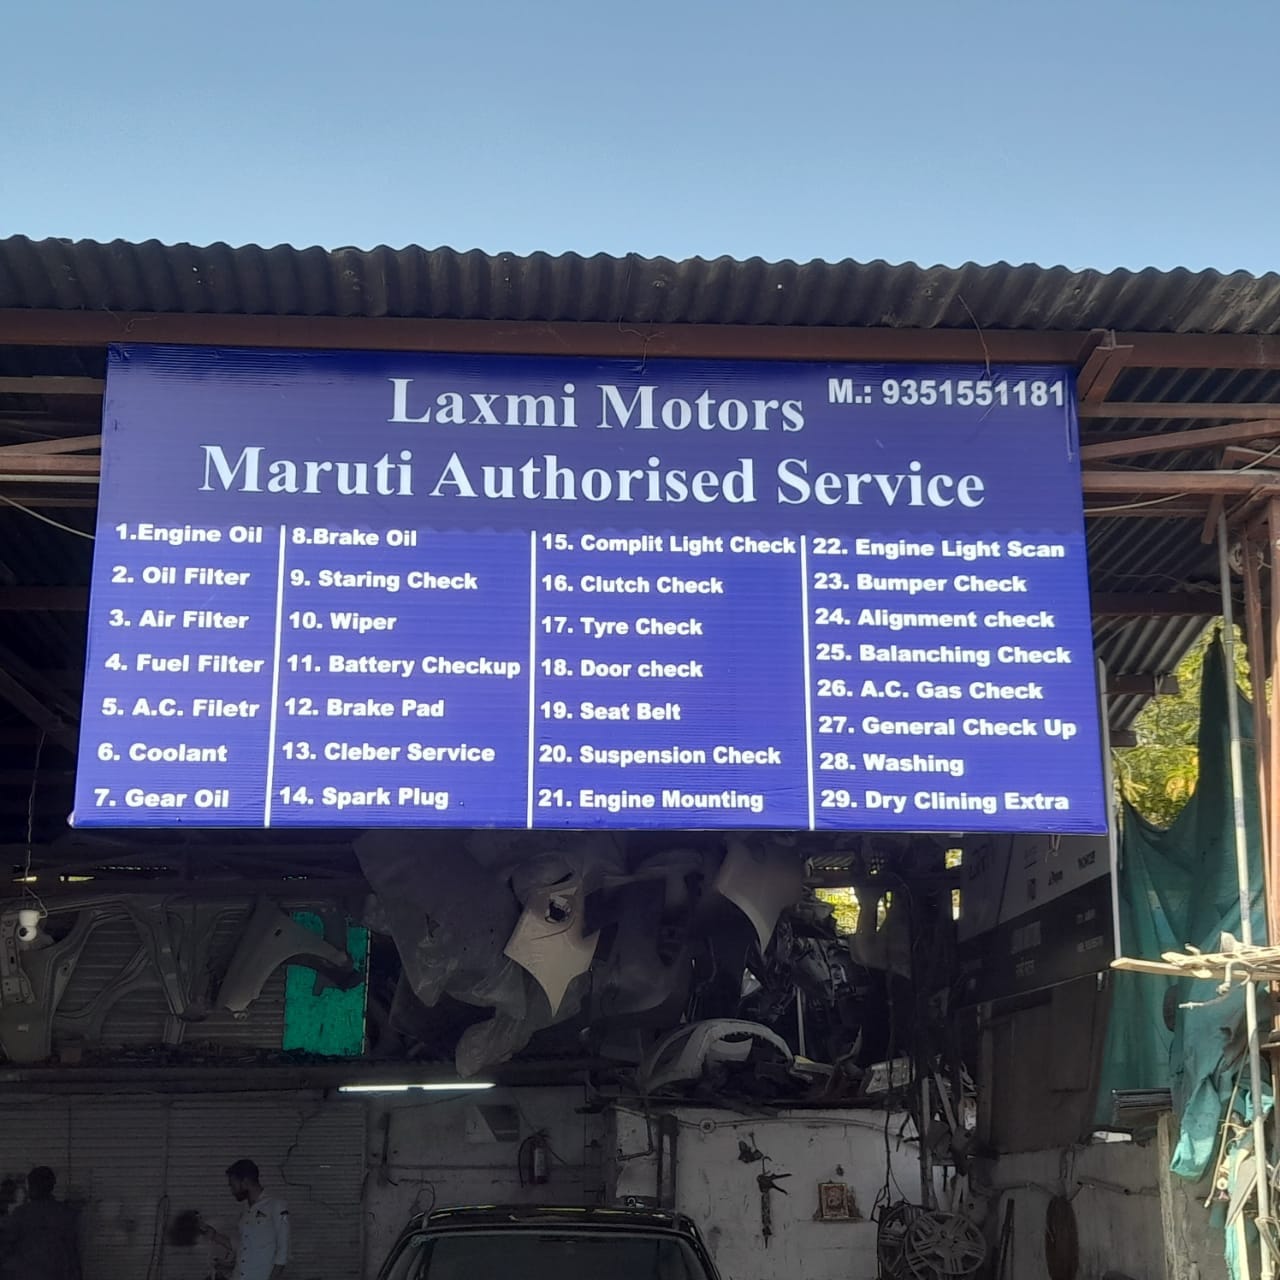 Laxmi Motors
M.: 9351551181
Maruti Authorised Service
1.Engine Oil
2. Oil Filter
3. Air Filter
4. Fuel Filter
5. A.C. Filetr
6. Coolant
7. Gear Oil
8.Brake Oil
9. Staring Check
10. Wiper
11. Battery Checkup
12. Brake Pad
13. Cleber Service
14. Spark Plug
15. Complit Light Check
16. Clutch Check
17. Tyre Check
18. Door check
19. Seat Belt
20. Suspension Check
21. Engine Mounting
22. Engine Light Scan
23. Bumper Check
24. Alignment check
25. Balanching Check
26. A.C. Gas Check
27. General Check Up
28. Washing
29. Dry Clining Extra